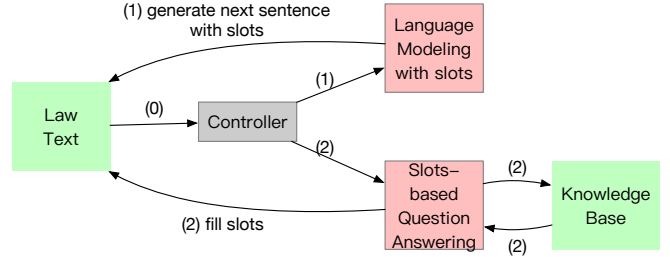 (1) generate next sentence
with slots
Language
Modeling
with slots
(1)
Law
Text
(0)
Controller
(2)
Slots-
based
Question
Answering
(2)
Knowledge
Base
(2)
(2) fill slots